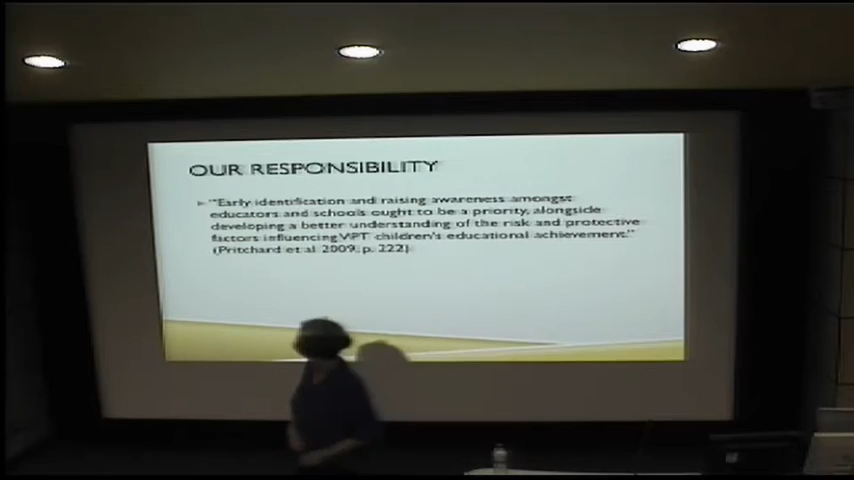 OUR RESPONSIBILITY
"Early identification and raising awareness amongst
educators and schools ought to be a priority, alongside
developing a better understanding of the risk and protective
factors influencing VPT children's educational achievement."
(Pritchard et al 2009, p. 222)